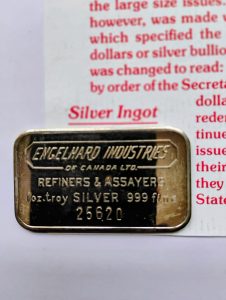 the large size issues.
however, was made w
which specified the
dollars or silver bullio
was changed to read:
by order of the Secreta
Silver Ingot
dolla
rede
tinue
issue
their
they
State
ENGELHARD INDUSTRIES
OF CANADA LTD.
REFINERS & ASSAYERS
1oz.troy SILVER 999 fine
25620